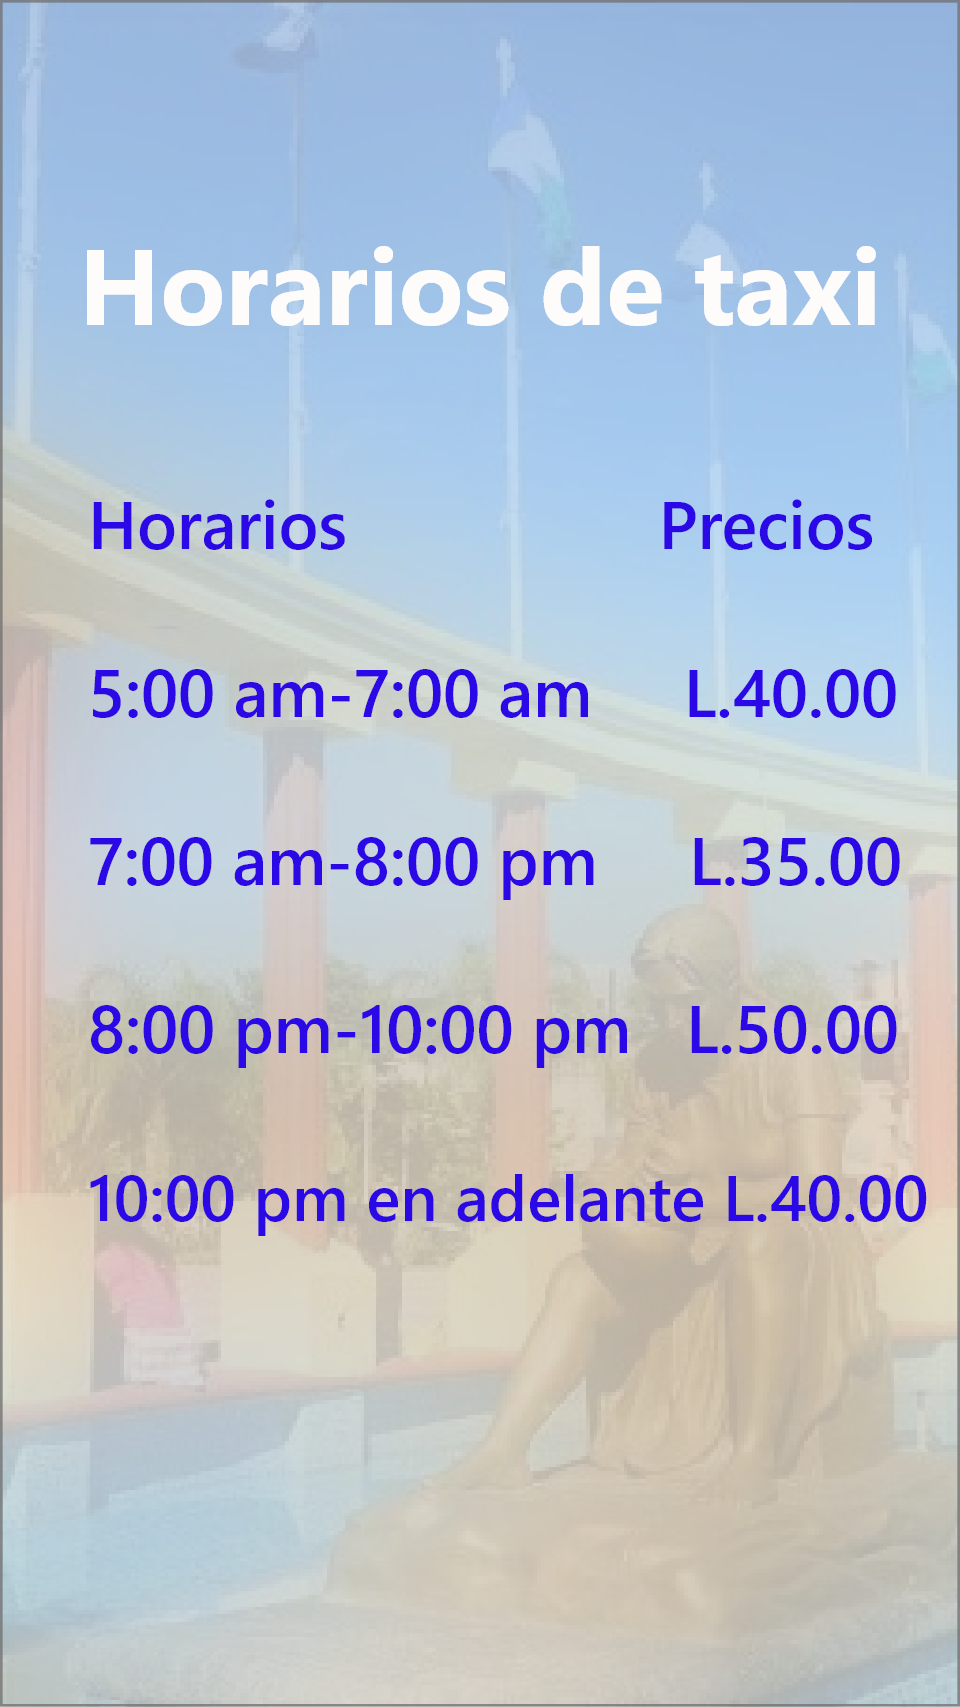 Horarios de taxi
Horarios Precios
5:00 am-7:00 am L.40.00
7:00 am-8:00 pm L.35.00
8:00 pm-10:00 pm L.50.00
10:00 pm en adelante L.40.00